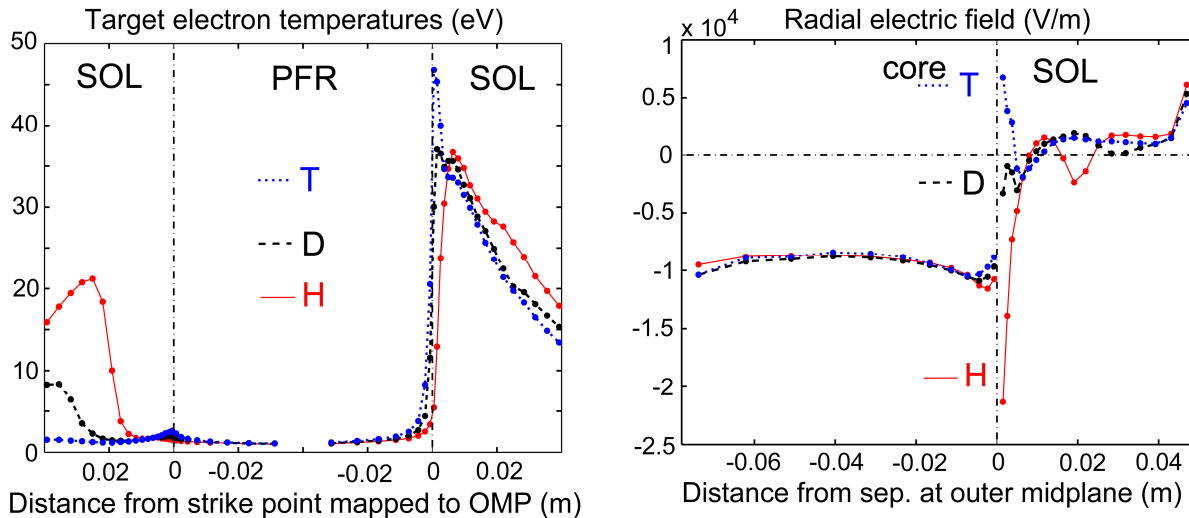 Target electron temperatures (eV)
50
40
30
20
10
0
SOL
PFR
SOL
T
D
H
0.02
0
-0.02
-0.02
0
0.02
Distance from strike point mapped to OMP (m)
Radial electric field (V/m)
x 10⁴
1
0.5
0
-0.5
-1
-1.5
-2
-2.5
core
SOL
T
D
H
-0.06
-0.04
-0.02
0
0.02
0.04
Distance from sep. at outer midplane (m)